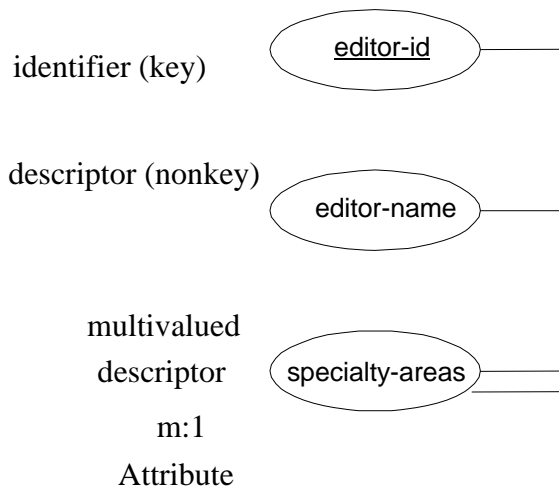 editor-id
identifier (key)
descriptor (nonkey)
editor-name
multivalued
descriptor
specialty-areas
m:1
Attribute